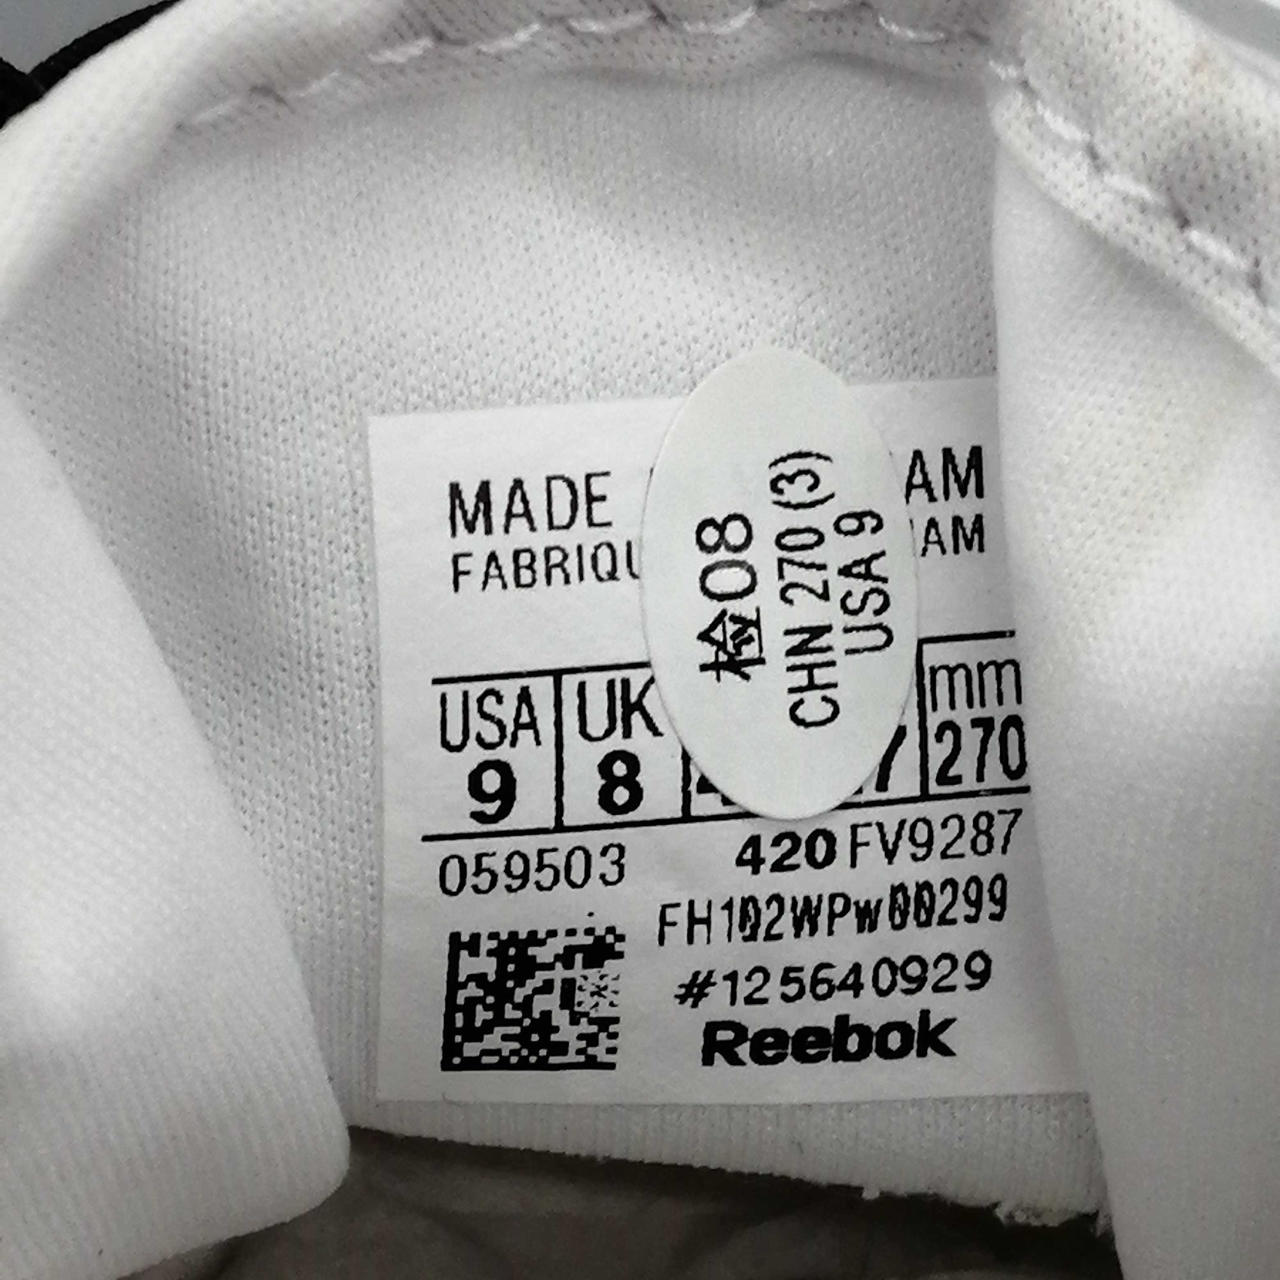 MADE
AM
FABRIQU
AM
USA
UK
mm
9
8
270
059503
420 FV9287
FH102WPw00299
#125640929
Reebok
检08
CHN 270 (3)
USA 9